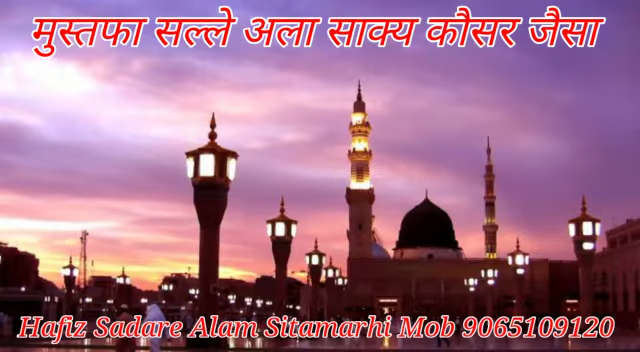 मुस्तफा सल्ले अला साक्य कौसर जैसा
Hafiz Sadare Alam Sitamarhi Mob 9065109120